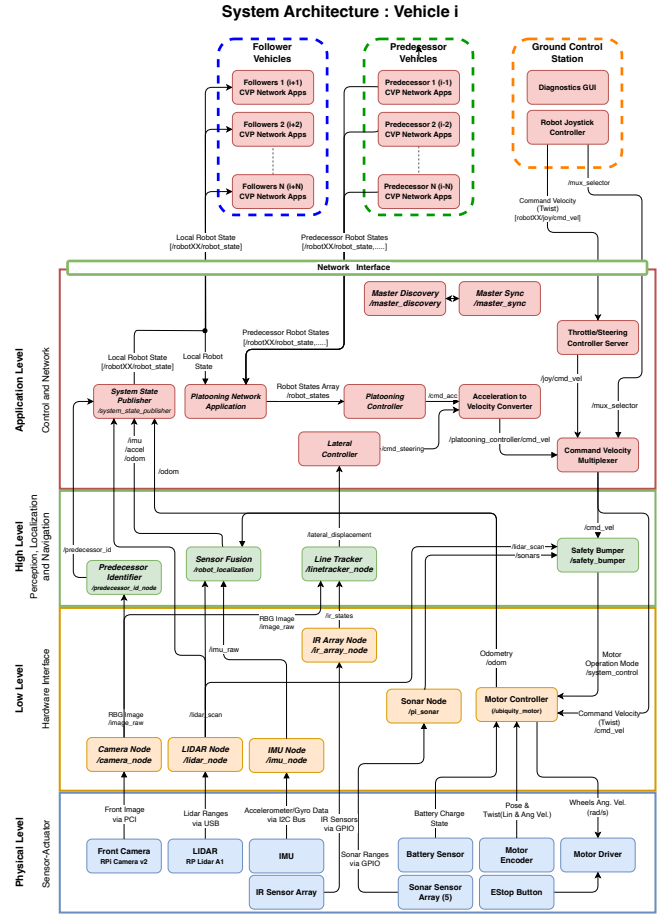 System Architecture : Vehicle i
Follower
Vehicles
Followers 1 (i+1)
CVP Network Apps
Followers 2 (i+2)
CVP Network Apps
Followers N (i+N)
CVP Network Apps
Predecessor
Vehicles
Predecessor 1 (i-1)
CVP Network Apps
Predecessor 2 (i-2)
CVP Network Apps
Predecessor N (i-N)
CVP Network Apps
Ground Control
Station
Diagnostics GUI
Robot Joystick
Controller
/mux_selector
Command Velocity
(Twist)
[robotXX/joy/cmd_vel]
Local Robot State
[/robotXX/robot_state]
Predecessor Robot States
[/robotXX/robot_state,.....]
Network Interface
Application Level
Control and Network
Master Discovery
/master_discovery
Master Sync
/master_sync
Throttle/Steering
Controller Server
Predecessor Robot States
[/robotXX/robot_state,.....]
Local Robot State
[/robotXX/robot_state]
Local
Robot
State
/joy/cmd_vel
System State
Publisher
/system_state_publisher
Platooning Network
Application
Robot States Array
/robot_states
Platooning
Controller
/cmd_acc
Acceleration to
Velocity Converter
/mux_selector
/imu
/accel
/odom
Lateral
Controller
/cmd_steering
/platooning_controller/cmd_vel
Command Velocity
Multiplexer
/odom
High Level
Perception, Localization
and Navigation
/predecessor_id
/lateral_displacement
/cmd_vel
/lidar_scan
/sonars
Predecessor
Identifier
/predecessor_id_node
Sensor Fusion
/robot_localization
Line Tracker
/linetracker_node
Safety Bumper
/safety_bumper
Low Level
Hardware Interface
RBG Image
/image_raw
/ir_states
IR Array Node
/ir_array_node
/imu_raw
Odometry
/odom
Motor
Operation Mode
/system_control
Sonar Node
/pi_sonar
Motor Controller
(/ubiquity_motor)
Command Velocity
(Twist)
/cmd_vel
RBG Image
/image_raw
/lidar_scan
Camera Node
/camera_node
LIDAR Node
/lidar_node
IMU Node
/imu_node
Physical Level
Sensor-Actuator
Front Image
via PCI
Lidar Ranges
via USB
Accelerometer/Gyro Data
via I2C Bus
IR Sensors
via GPIO
Battery Charge
State
Pose &
Twist(Lin & Ang Vel.)
Wheels Ang. Vel.
(rad/s)
Sonar Ranges
via GPIO
Front Camera
RPi Camera v2
LIDAR
RP Lidar A1
IMU
Battery Sensor
Motor
Encoder
Motor Driver
IR Sensor Array
Sonar Sensor
Array (5)
EStop Button